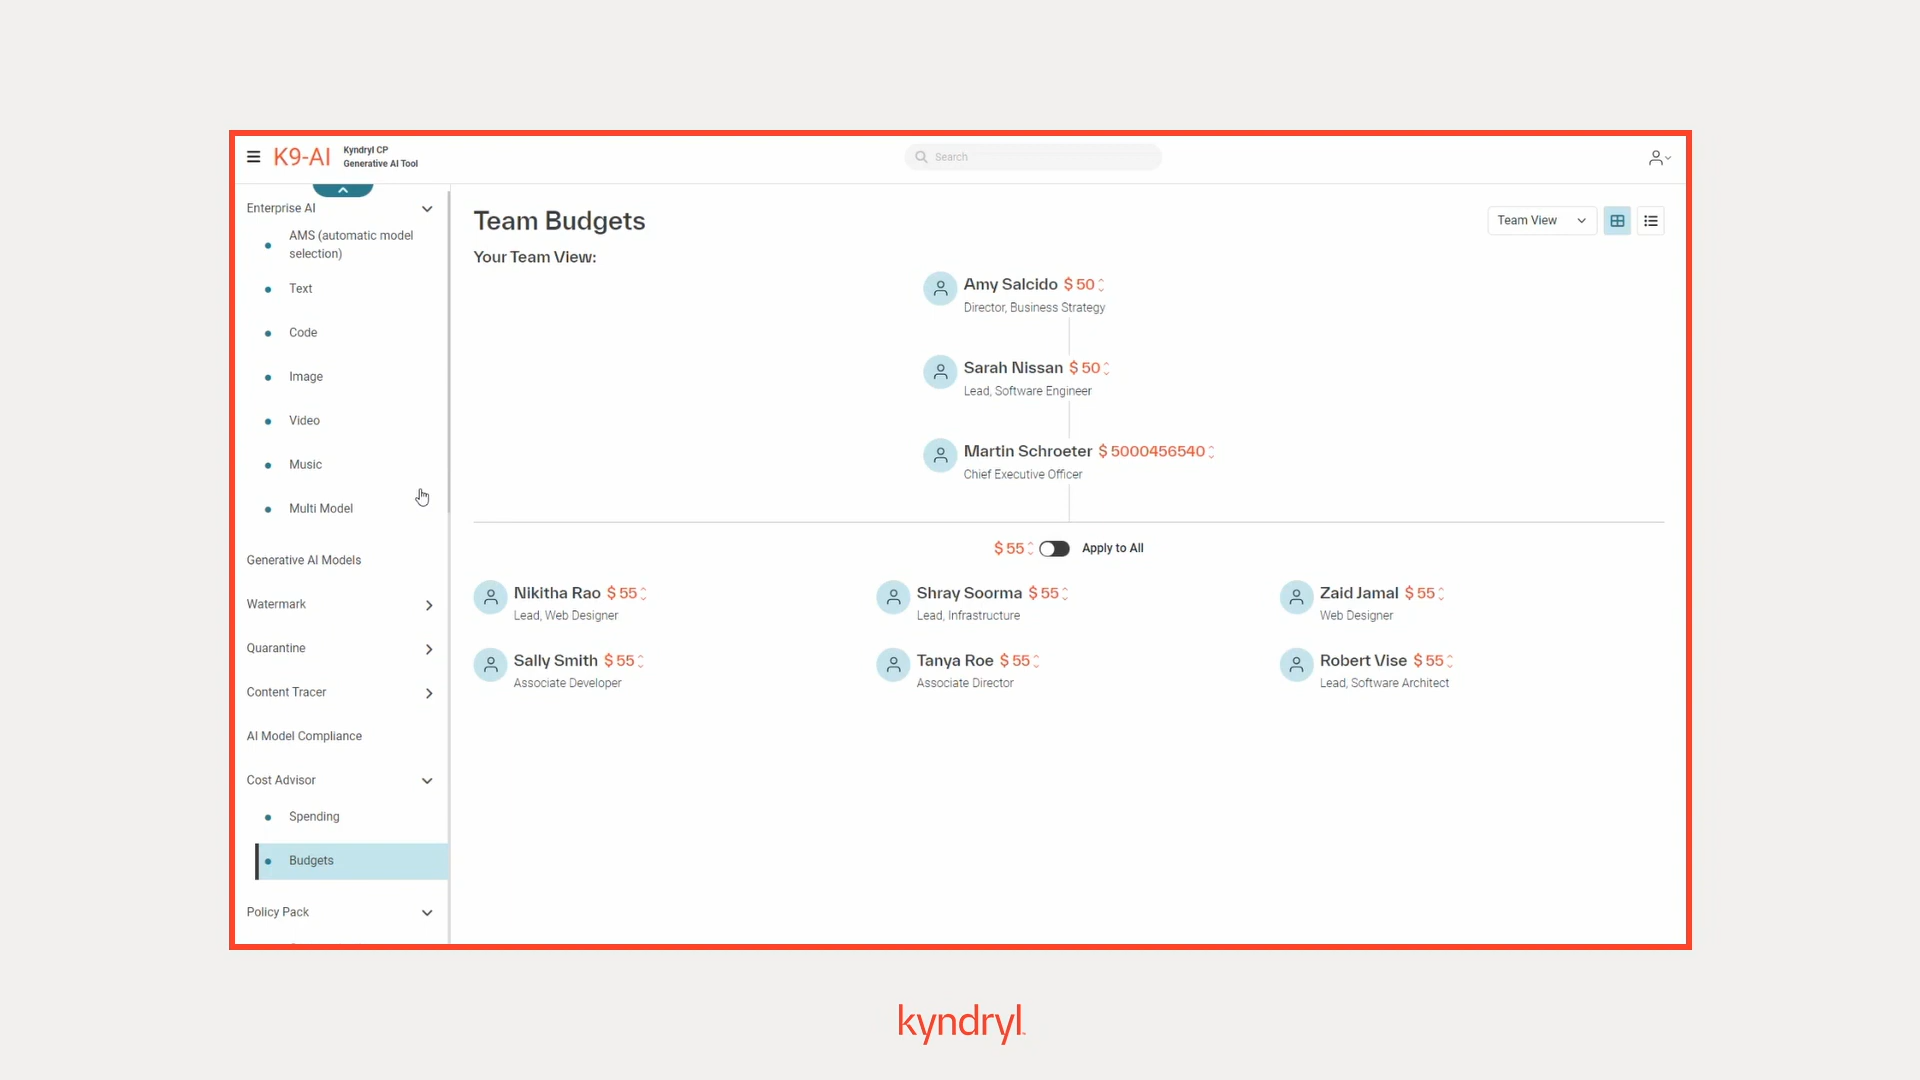 K9-AI
Kyndryl CP
Generative AI Tool
Search
Enterprise AI
AMS (automatic model
selection)
Text
Code
Image
Video
Music
Multi Model
Generative AI Models
Watermark
Quarantine
Content Tracer
AI Model Compliance
Cost Advisor
Spending
Budgets
Policy Pack
Team Budgets
Team View
Your Team View:
Amy Salcido $ 50
Director, Business Strategy
Sarah Nissan $ 50
Lead, Software Engineer
Martin Schroeter $ 5000456540
Chief Executive Officer
$ 55 Apply to All
Nikitha Rao $ 55
Lead, Web Designer
Shray Soorma $ 55
Lead, Infrastructure
Zaid Jamal $ 55
Web Designer
Sally Smith $ 55
Associate Developer
Tanya Roe $ 55
Associate Director
Robert Vise $ 55
Lead, Software Architect
kyndryl